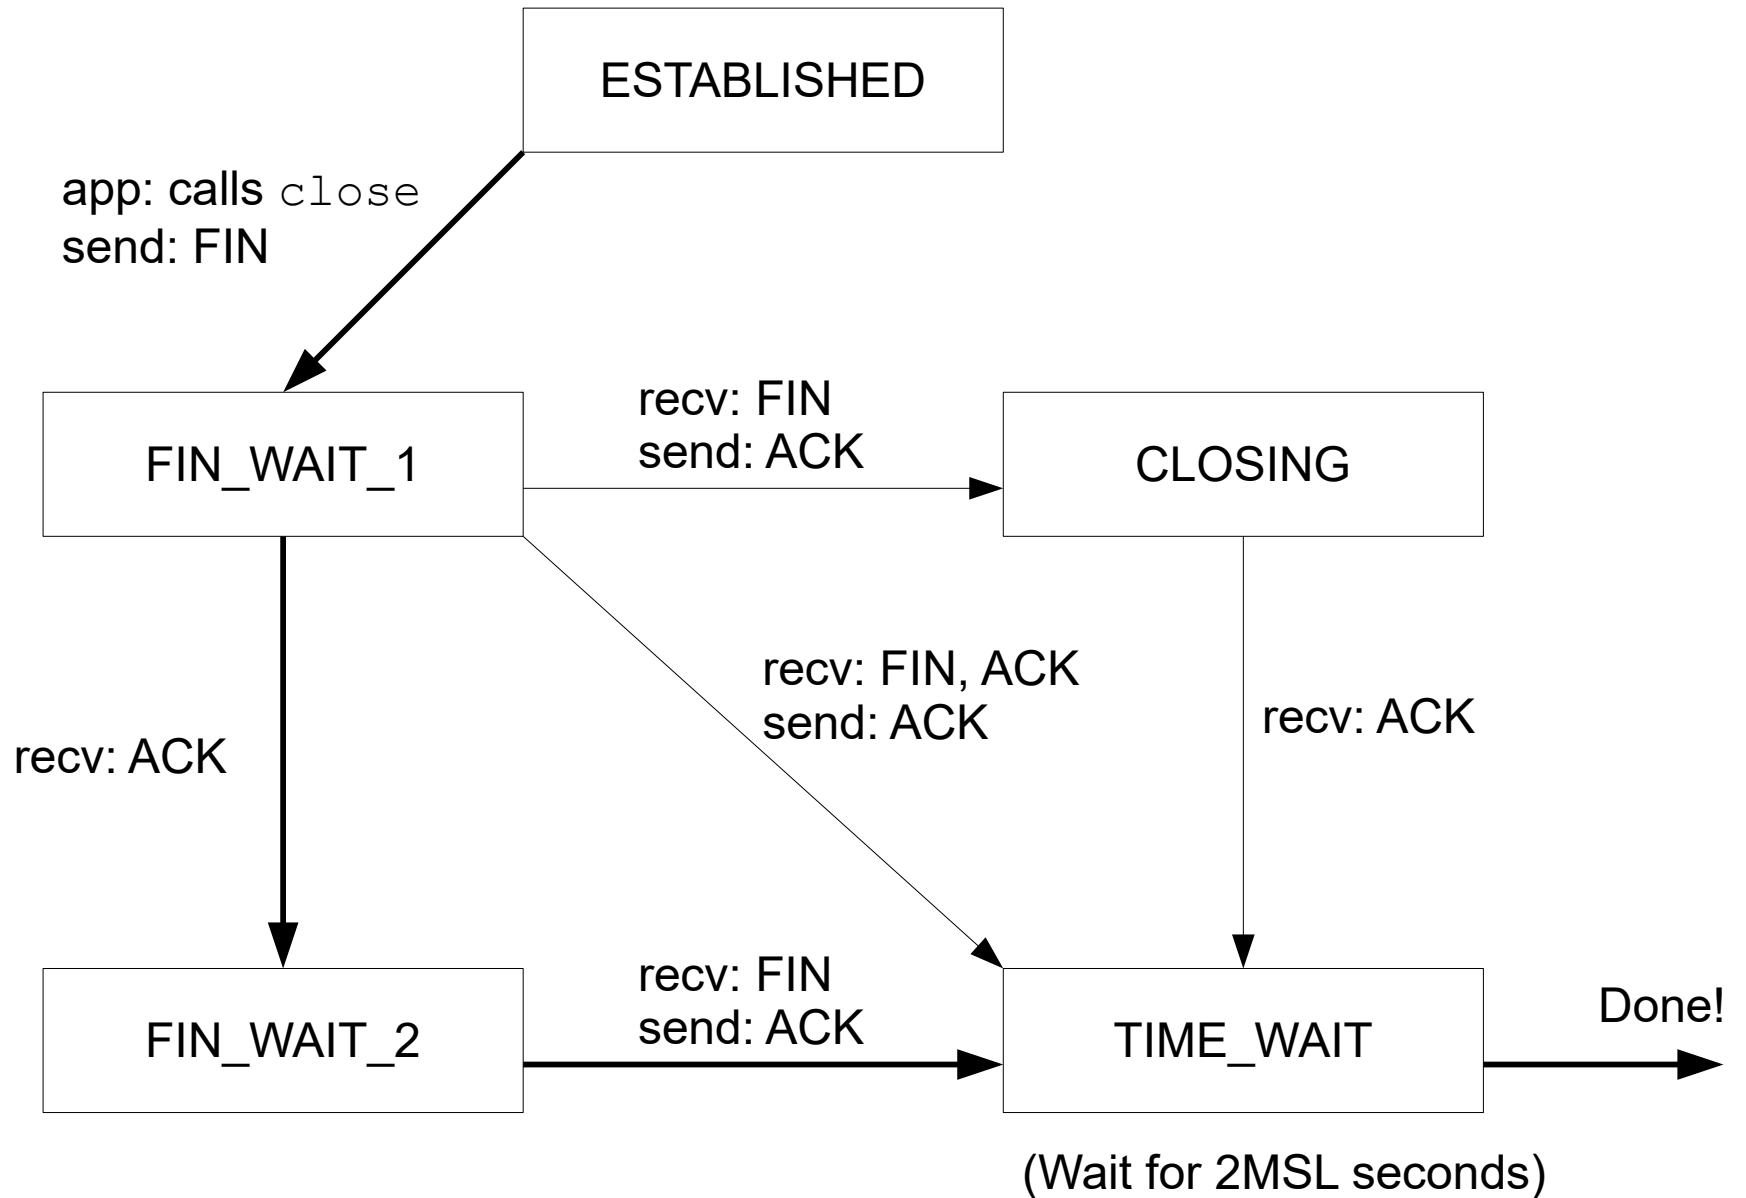 ESTABLISHED
app: calls close
send: FIN
recv: FIN
send: ACK
FIN_WAIT_1
CLOSING
recv: FIN, ACK
send: ACK
recv: ACK
recv: ACK
recv: FIN
send: ACK
FIN_WAIT_2
TIME_WAIT
Done!
(Wait for 2MSL seconds)